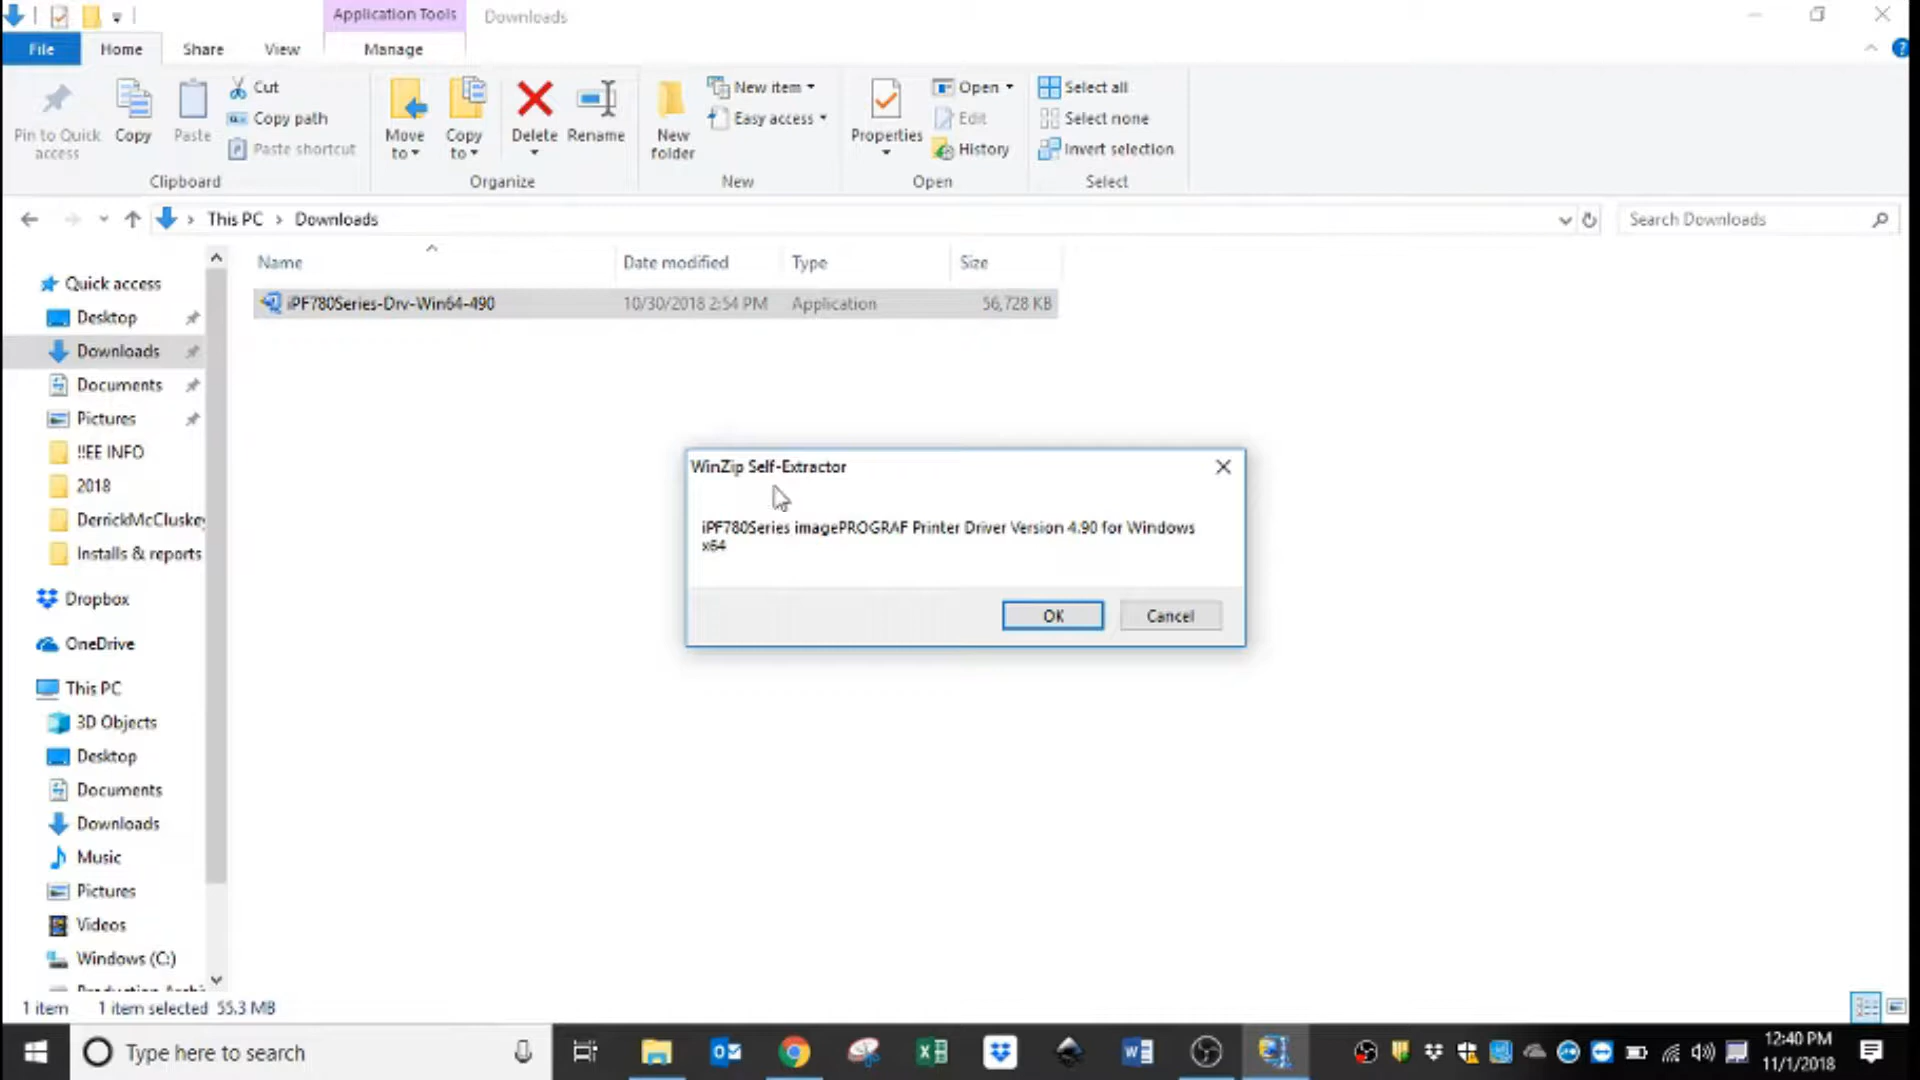 Application Tools
Downloads
File
Home
Share
View
Manage
Pin to Quick
access
Copy
Paste
Cut
Copy path
Paste shortcut
Clipboard
Move
to
Copy
to
Delete
Rename
Organize
New
folder
New item
Easy access
New
Properties
Open
Edit
History
Open
Select all
Select none
Invert selection
Select
This PC
Downloads
Search Downloads
Name
Date modified
Type
Size
iPF780Series-Drv-Win64-490
10/30/2018 2:54 PM
Application
56,728 KB
Quick access
Desktop
Downloads
Documents
Pictures
!!EE INFO
2018
DerrickMcCluskey
Installs & reports
Dropbox
OneDrive
This PC
3D Objects
Desktop
Documents
Downloads
Music
Pictures
Videos
Windows (C:)
WinZip Self-Extractor
iPF780Series imagePROGRAF Printer Driver Version 4.90 for Windows
x64
OK
Cancel
1 item
1 item selected 55.3 MB
Type here to search
12:40 PM
11/1/2018